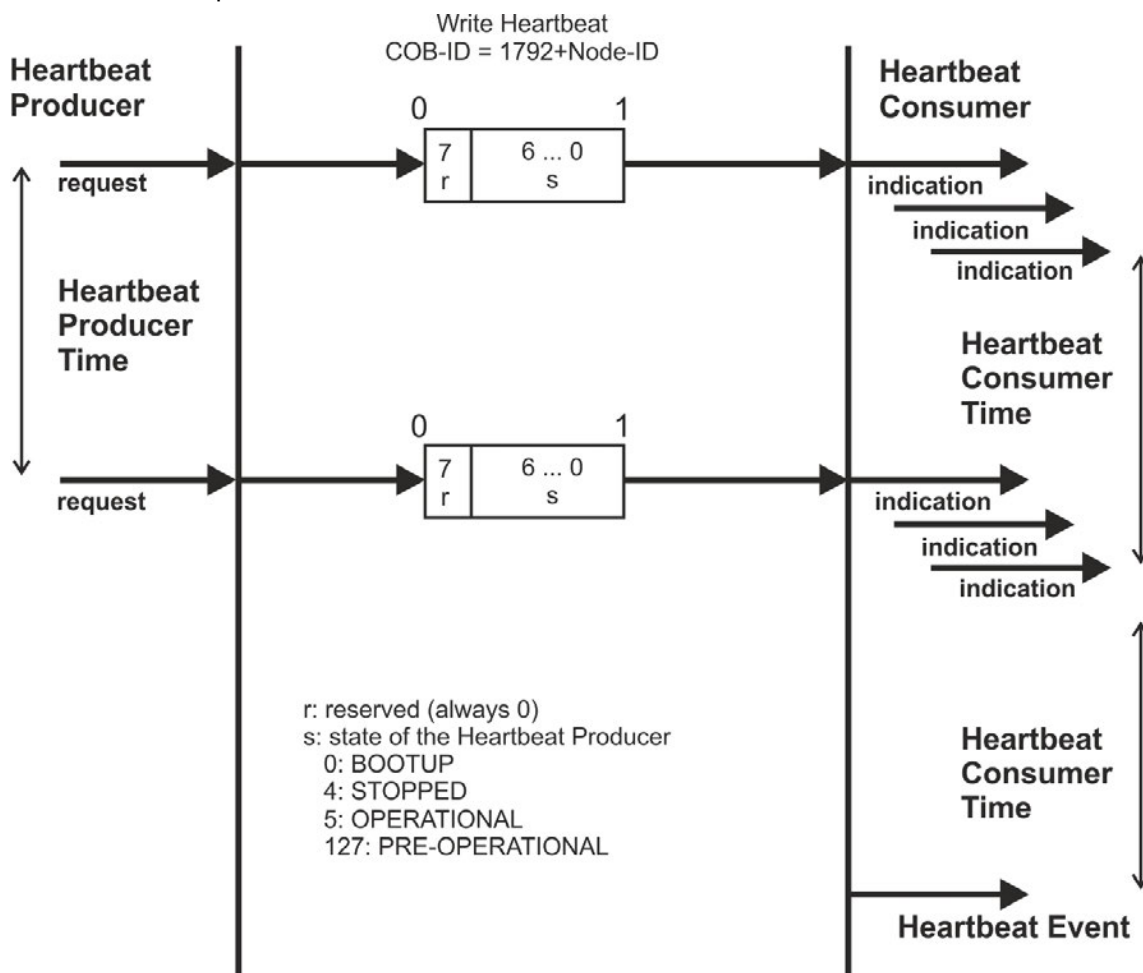 Write Heartbeat
COB-ID = 1792+Node-ID
Heartbeat
Producer
Heartbeat
Consumer
0 1
7 6 ... 0
r s
request
indication
indication
indication
Heartbeat
Producer
Time
Heartbeat
Consumer
Time
0 1
7 6 ... 0
r s
request
indication
indication
indication
r: reserved (always 0)
s: state of the Heartbeat Producer
0: BOOTUP
4: STOPPED
5: OPERATIONAL
127: PRE-OPERATIONAL
Heartbeat
Consumer
Time
Heartbeat Event